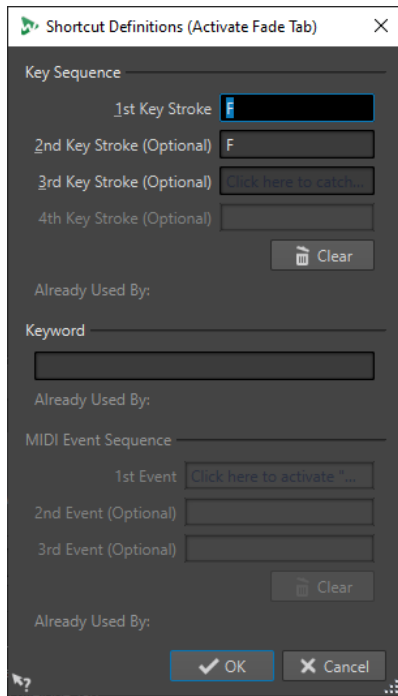 Shortcut Definitions (Activate Fade Tab)
Key Sequence
1st Key Stroke F
2nd Key Stroke (Optional) F
3rd Key Stroke (Optional) Click here to catch...
4th Key Stroke (Optional)
Clear
Already Used By:
Keyword
Already Used By:
MIDI Event Sequence
1st Event Click here to activate "...
2nd Event (Optional)
3rd Event (Optional)
Clear
Already Used By:
OK Cancel